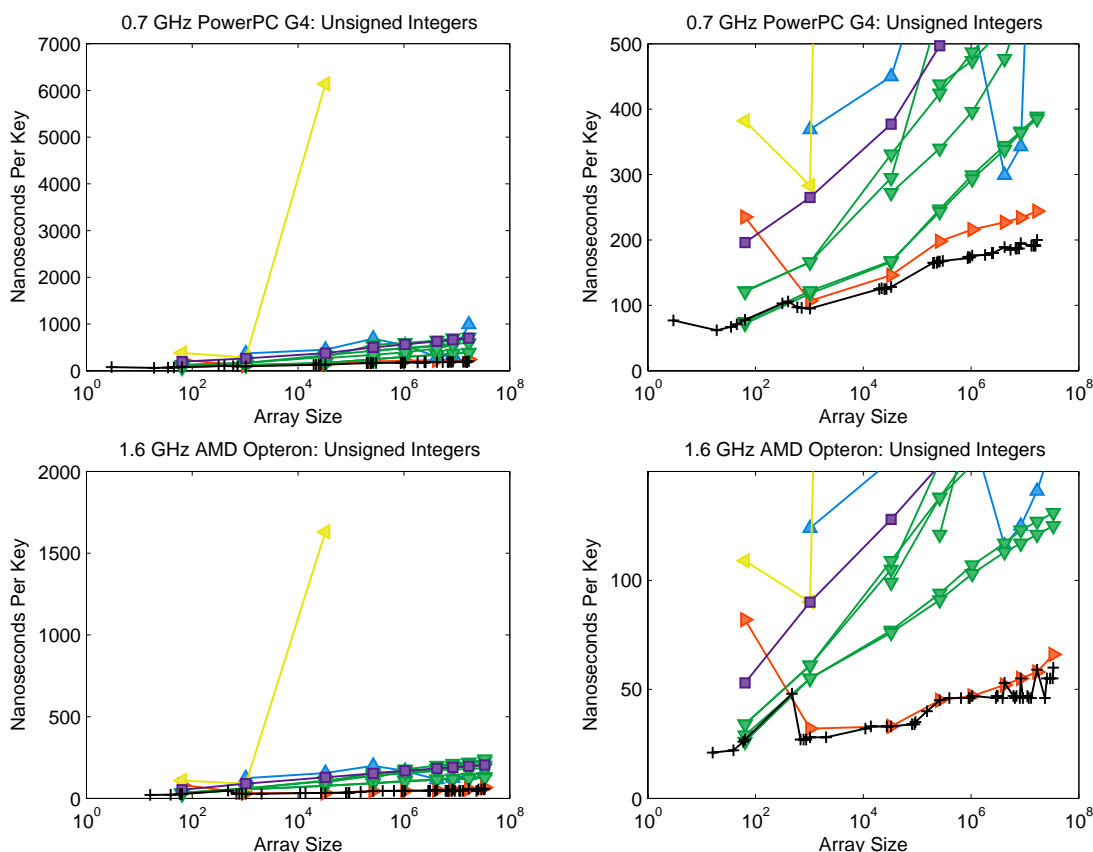 0.7 GHz PowerPC G4: Unsigned Integers
7000
6000
5000
4000
3000
2000
1000
0
Nanoseconds Per Key
10^0 10^2 10^4 10^6 10^8
Array Size
0.7 GHz PowerPC G4: Unsigned Integers
500
400
300
200
100
0
Nanoseconds Per Key
10^0 10^2 10^4 10^6 10^8
Array Size
1.6 GHz AMD Opteron: Unsigned Integers
2000
1500
1000
500
0
Nanoseconds Per Key
10^0 10^2 10^4 10^6 10^8
Array Size
1.6 GHz AMD Opteron: Unsigned Integers
100
50
0
Nanoseconds Per Key
10^0 10^2 10^4 10^6 10^8
Array Size